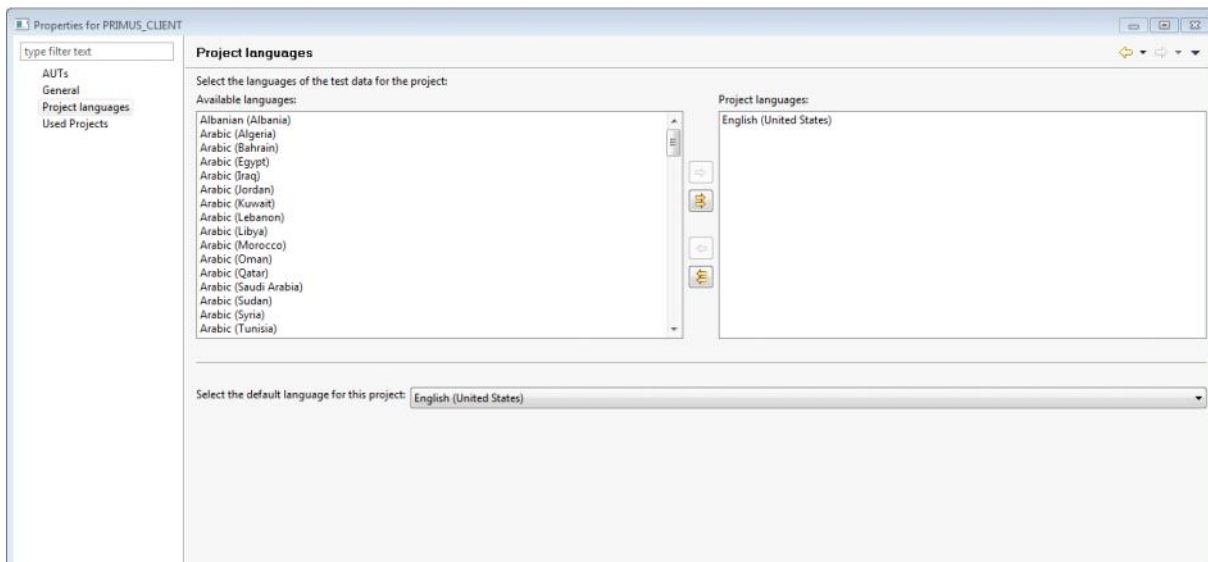 Properties for PRIMUS_CLIENT
type filter text
AUTs
General
Project languages
Used Projects
Project languages
Select the languages of the test data for the project:
Available languages:
Albanian (Albania)
Arabic (Algeria)
Arabic (Bahrain)
Arabic (Egypt)
Arabic (Iraq)
Arabic (Jordan)
Arabic (Kuwait)
Arabic (Lebanon)
Arabic (Libya)
Arabic (Morocco)
Arabic (Oman)
Arabic (Qatar)
Arabic (Saudi Arabia)
Arabic (Sudan)
Arabic (Syria)
Arabic (Tunisia)
Project languages:
English (United States)
Select the default language for this project: English (United States)